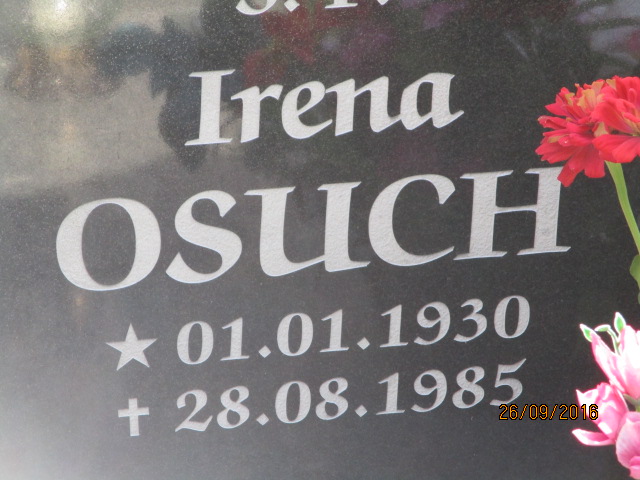 Ś. P.
Irena
OSUCH
★ 01.01.1930
✝ 28.08.1985
26/09/2016